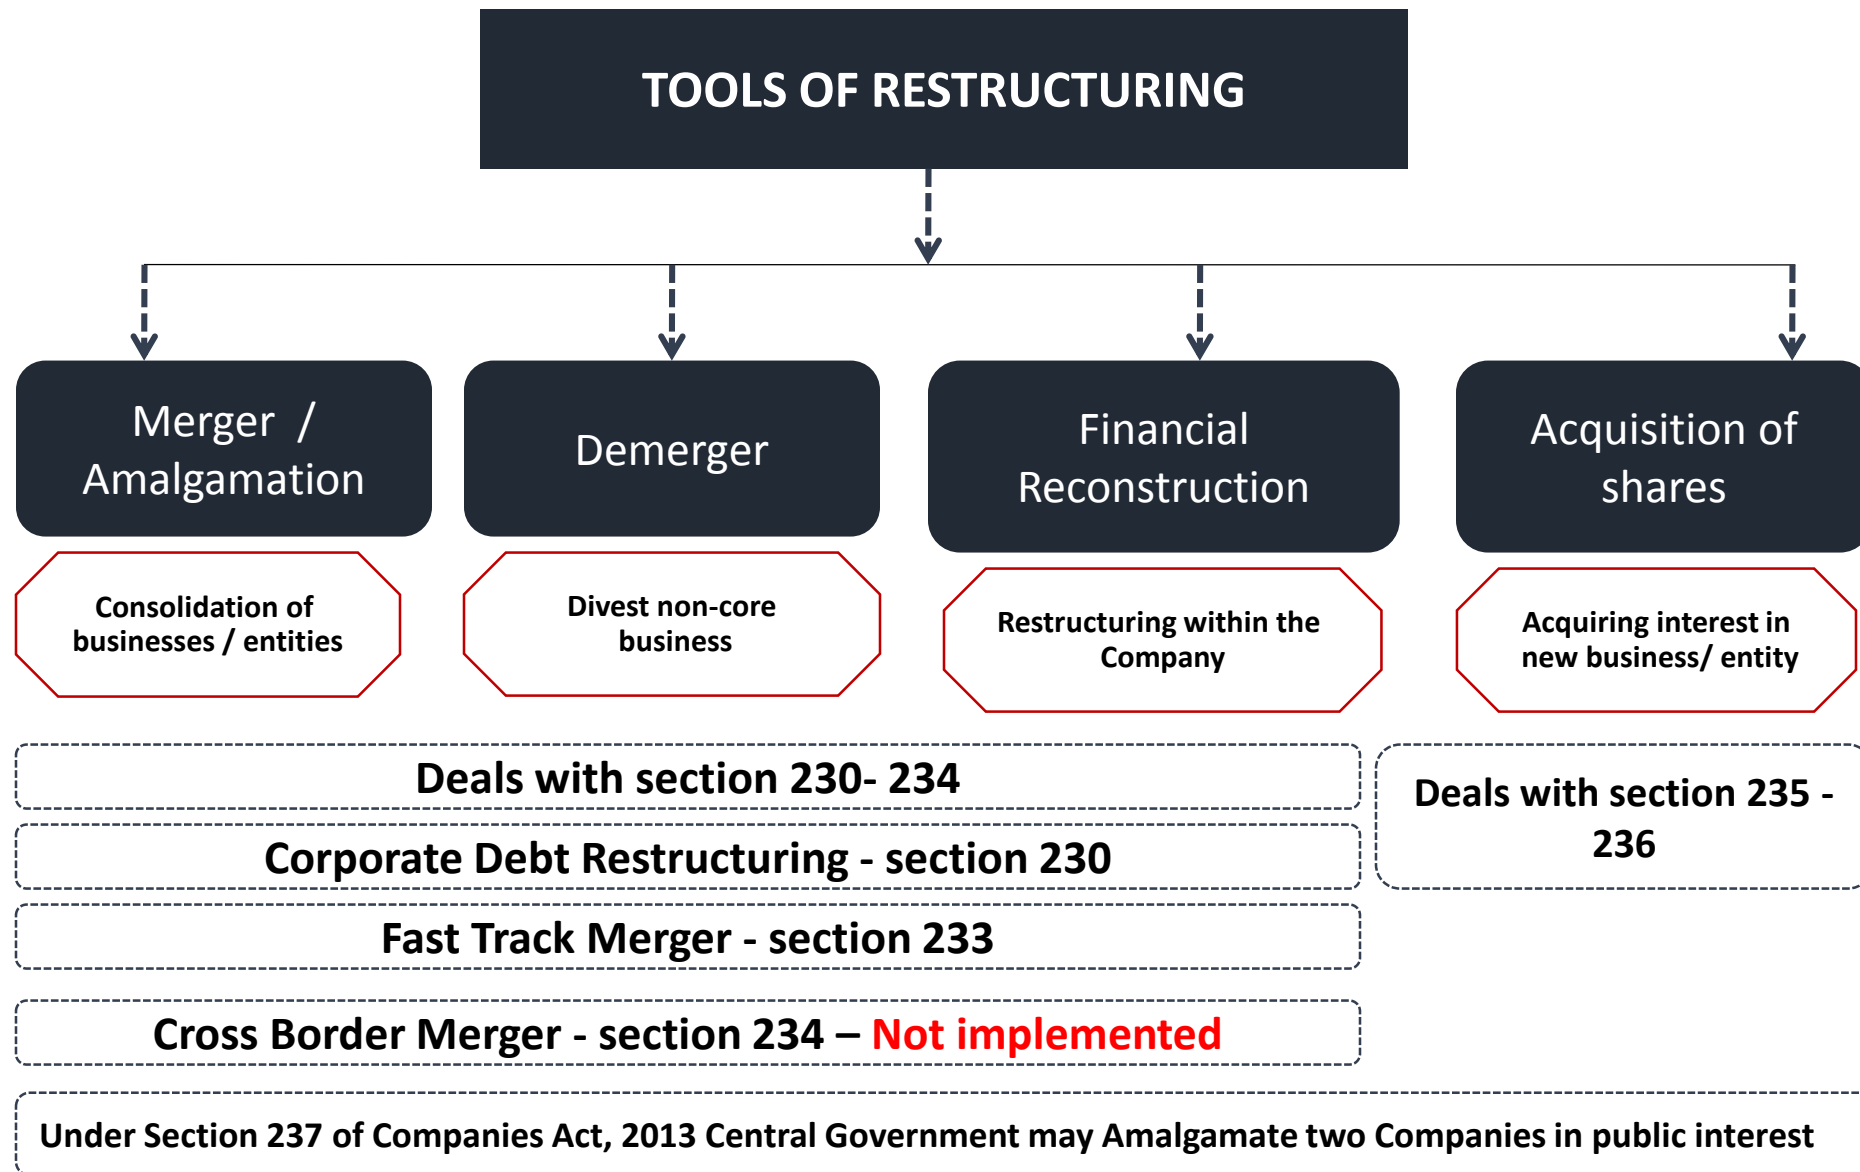 TOOLS OF RESTRUCTURING
Merger /
Amalgamation
Demerger
Financial
Reconstruction
Acquisition of
shares
Consolidation of
businesses / entities
Divest non-core
business
Restructuring within the
Company
Acquiring interest in
new business/ entity
Deals with section 230- 234
Deals with section 235 -
236
Corporate Debt Restructuring - section 230
Fast Track Merger - section 233
Cross Border Merger - section 234 – Not implemented
Under Section 237 of Companies Act, 2013 Central Government may Amalgamate two Companies in public interest